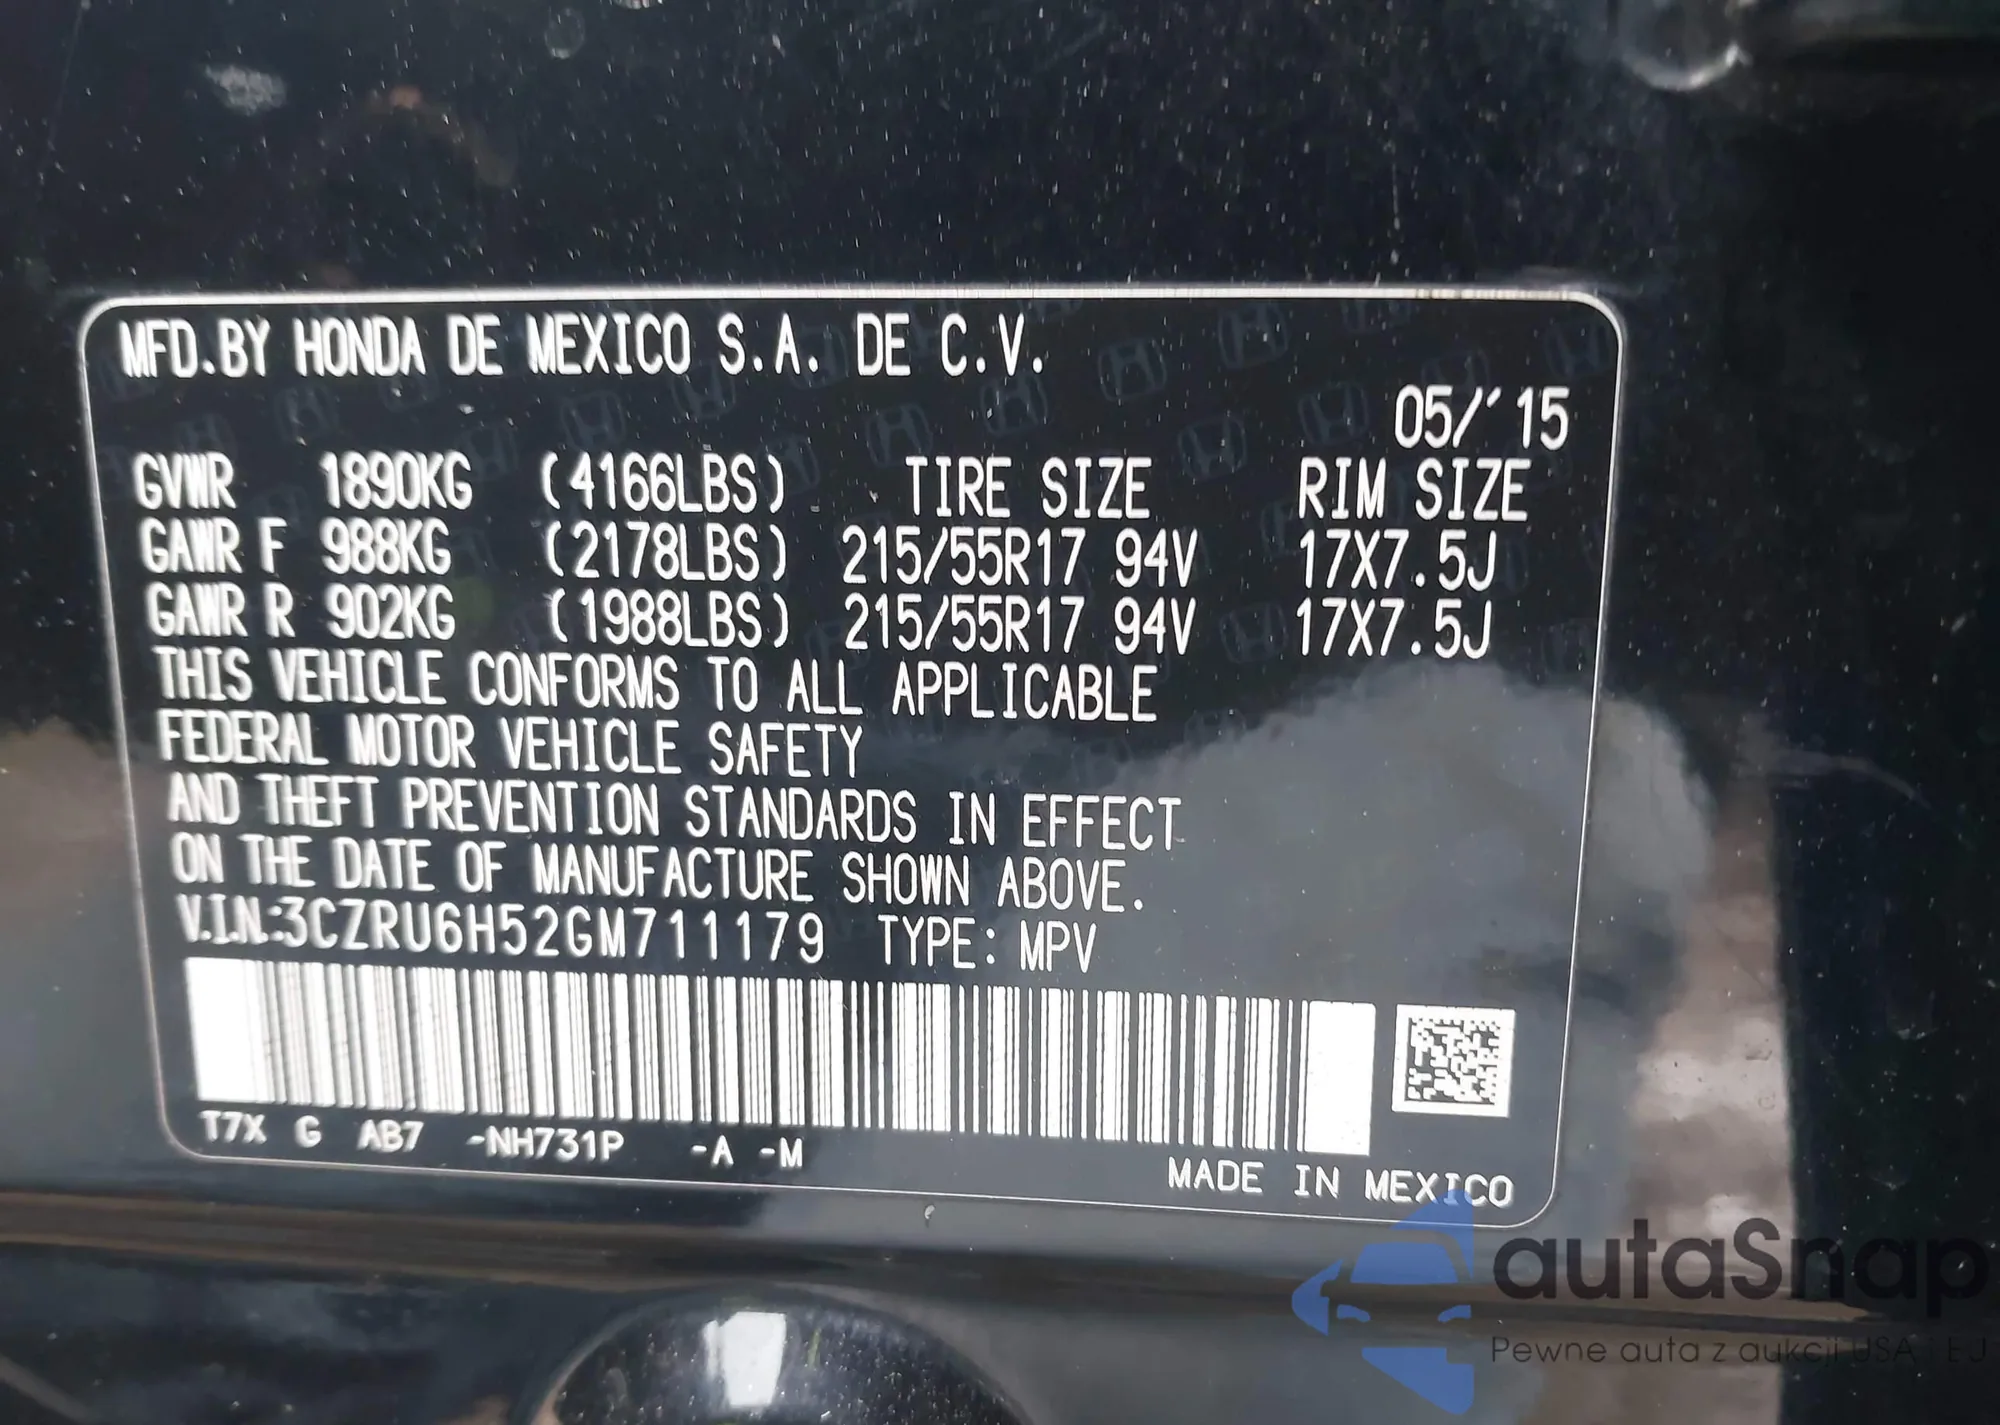 MFD.BY HONDA DE MEXICO S.A. DE C.V.
05/'15
GVWR 1890KG (4166LBS) TIRE SIZE RIM SIZE
GAWR F 988KG (2178LBS) 215/55R17 94V 17X7.5J
GAWR R 902KG (1988LBS) 215/55R17 94V 17X7.5J
THIS VEHICLE CONFORMS TO ALL APPLICABLE
FEDERAL MOTOR VEHICLE SAFETY
AND THEFT PREVENTION STANDARDS IN EFFECT
ON THE DATE OF MANUFACTURE SHOWN ABOVE.
V.I.N.:3CZRU6H52GM711179 TYPE: MPV
T7X G AB7 -NH731P -A -M
MADE IN MEXICO
autaSnap
Pewne auta z aukcji USA i EJ